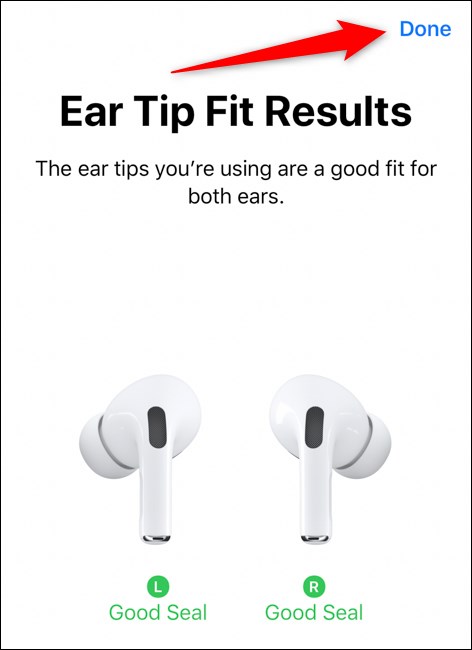 Done
Ear Tip Fit Results
The ear tips you’re using are a good fit for
both ears.
L
R
Good Seal
Good Seal